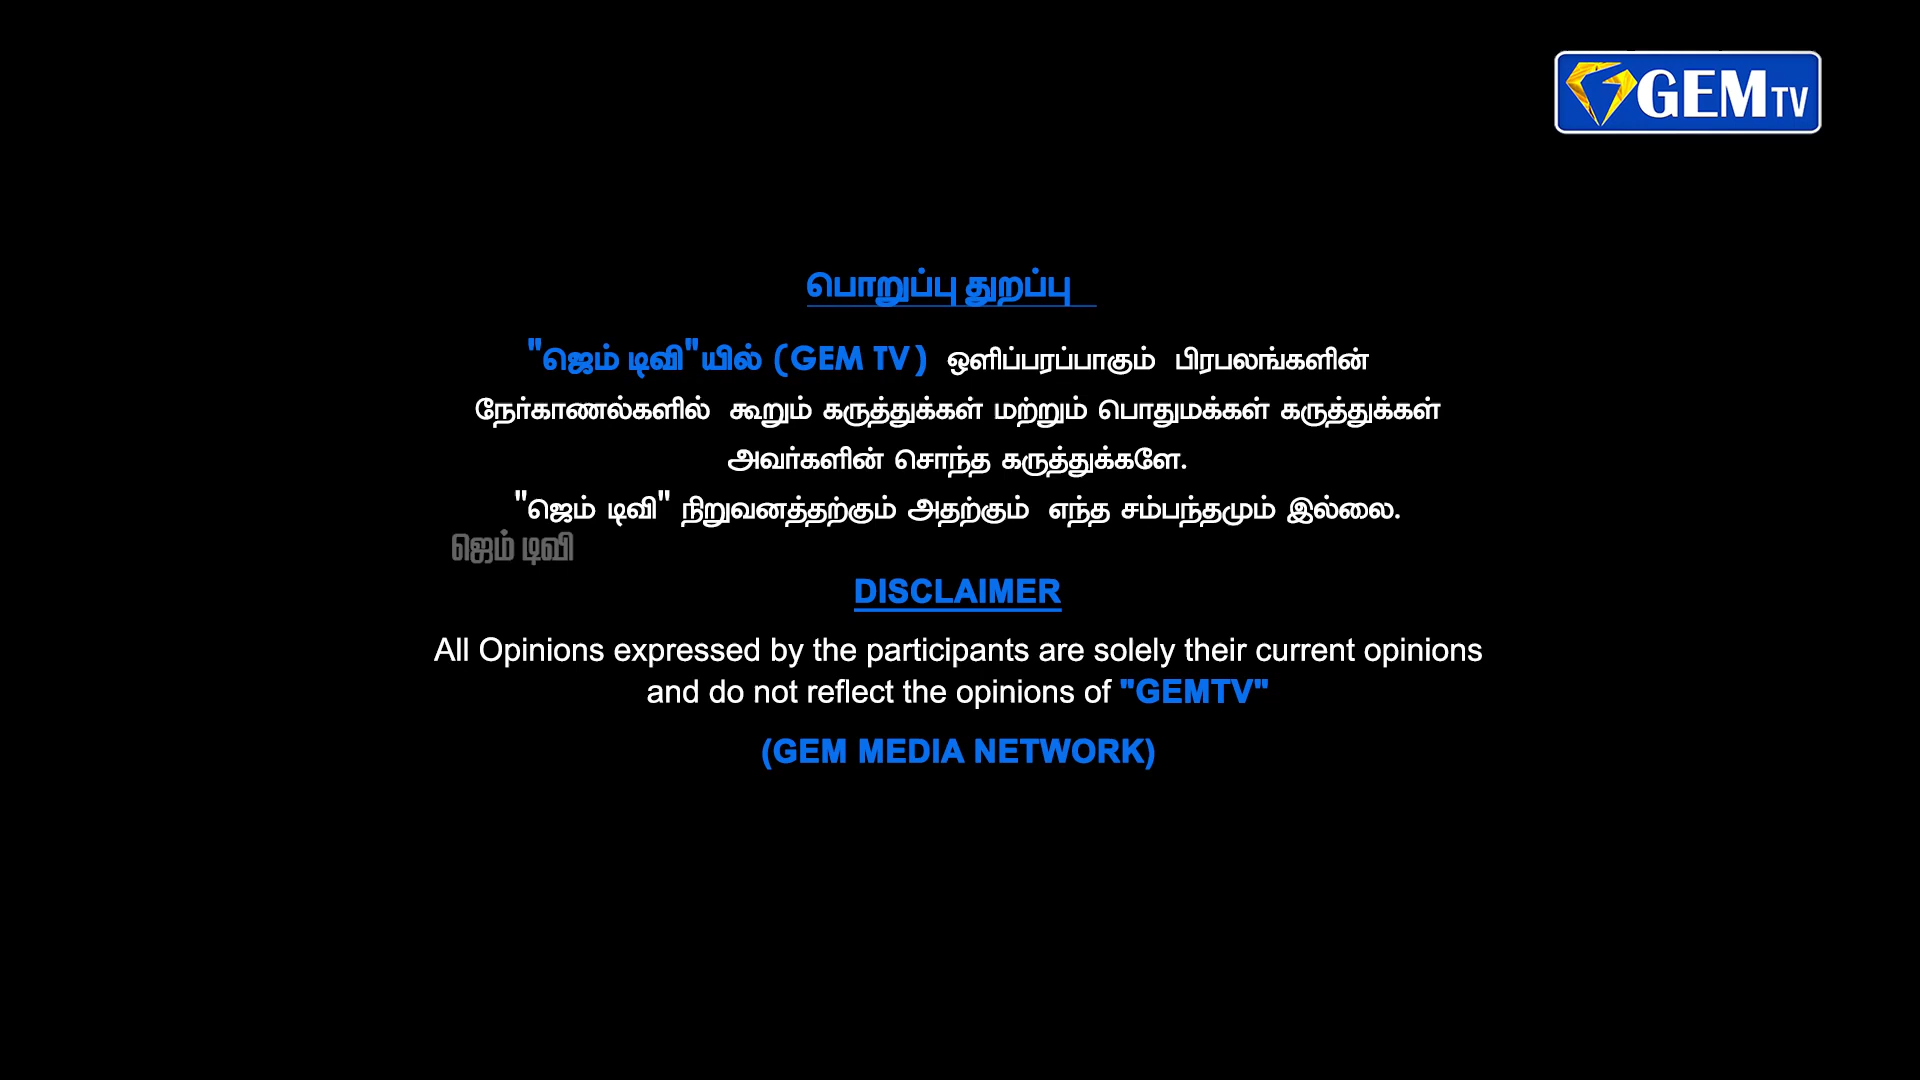 GEMTV
பொறுப்பு துறப்பு
"ஜெம் டிவி"யில் (GEM TV) ஒளிப்பரப்பாகும் பிரபலங்களின்
நேர்காணல்களில் கூறும் கருத்துக்கள் மற்றும் பொதுமக்கள் கருத்துக்கள்
அவர்களின் சொந்த கருத்துக்களே.
"ஜெம் டிவி" நிறுவனத்தற்கும் அதற்கும் எந்த சம்பந்தமும் இல்லை.
ஜெம் டிவி
DISCLAIMER
All Opinions expressed by the participants are solely their current opinions
and do not reflect the opinions of "GEMTV"
(GEM MEDIA NETWORK)